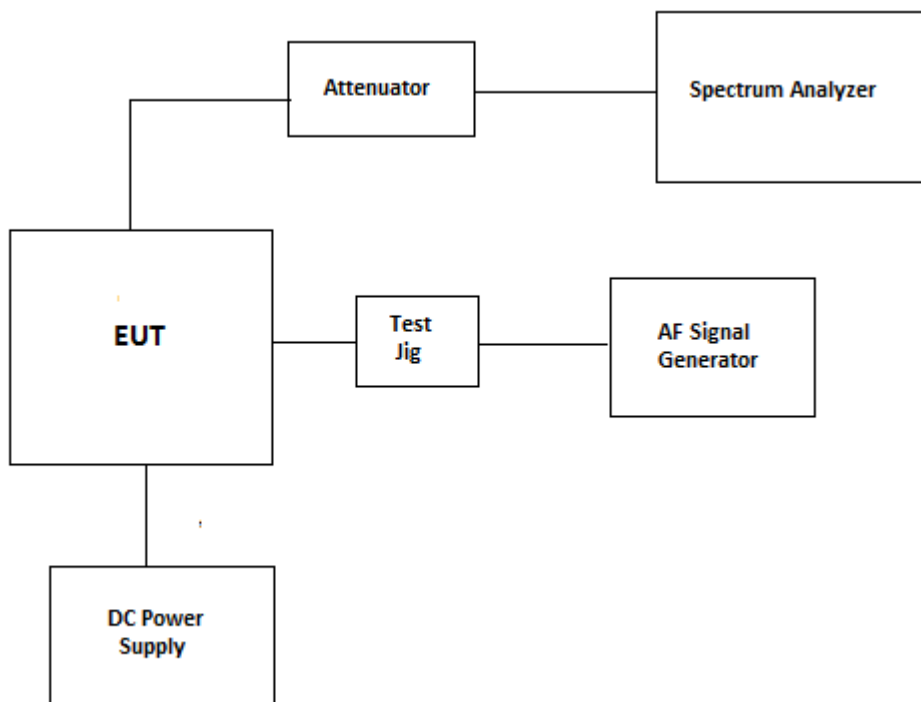 Attenuator
Spectrum Analyzer
EUT
Test
Jig
AF Signal
Generator
DC Power
Supply